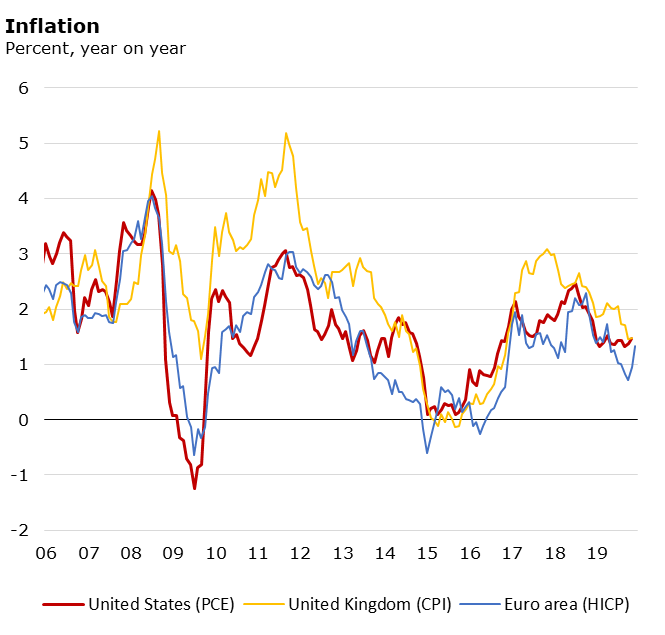 Inflation
Percent, year on year
6
5
4
3
2
1
0
-1
-2
06 07 08 09 10 11 12 13 14 15 16 17 18 19
United States (PCE) United Kingdom (CPI) Euro area (HICP)